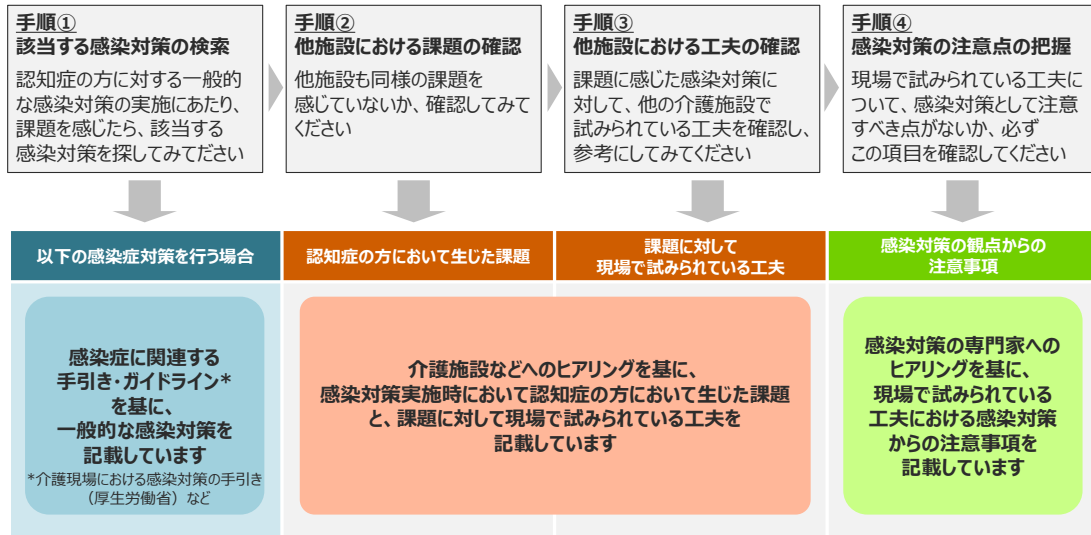 手順①
該当する感染対策の検索
認知症の方に対する一般的
な感染対策の実施にあたり、
課題を感じたら、該当する
感染対策を探してみてださい
手順②
他施設における課題の確認
他施設も同様の課題を
感じていないか、確認してみて
ください
手順③
他施設における工夫の確認
課題に感じた感染対策に
対して、他の介護施設で
試みられている工夫を確認し、
参考にしてみてください
手順④
感染対策の注意点の把握
現場で試みられている工夫に
ついて、感染対策として注意
すべき点がないか、必ず
この項目を確認してください
以下の感染症対策を行う場合
認知症の方において生じた課題
課題に対して
現場で試みられている工夫
感染対策の観点からの
注意事項
感染症に関連する
手引き・ガイドライン*
を基に、
一般的な感染対策を
記載しています
*介護現場における感染対策の手引き
（厚生労働省）など
介護施設などへのヒアリングを基に、
感染対策実施時において認知症の方において生じた課題
と、課題に対して現場で試みられている工夫を
記載しています
感染対策の専門家への
ヒアリングを基に、
現場で試みられている
工夫における感染対策
からの注意事項を
記載しています